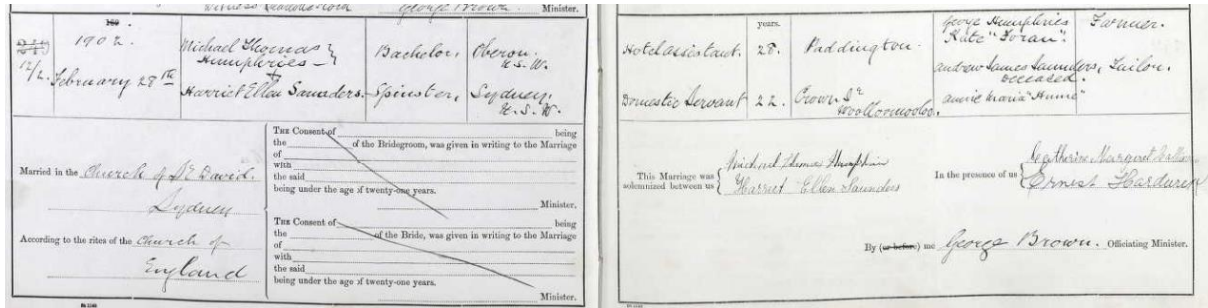 George Brown. Minister.
1902.
12/2.
February 28th
Michael Thomas
Humphries
&
Harriet Ellen Saunders.
Bachelor,
Spinster,
Oberon.
N.S.W.
Sydney,
N.S.W.
Married in the Church of St David.
Sydney
According to the rites of the Church of
England
THE Consent of being
the of the Bridegroom, was given in writing to the Marriage
of
with
the said
being under the age of twenty-one years.
Minister.
THE Consent of being
the of the Bride, was given in writing to the Marriage
of
with
the said
being under the age of twenty-one years.
Minister.
years.
Hotel assistant 28. Paddington.
George Humphries Farmer.
Kate "Foran".
Domestic Servant 22. Crown St
Woolloomooloo.
Andrew James Saunders, Tailor.
deceased.
Annie Maria "Hume"
This Marriage was
solemnized between us
Michael Thomas Humphries
Harriet Ellen Saunders
In the presence of us
Catherine Margaret
Ernest
By (or before) me George Brown. Officiating Minister.